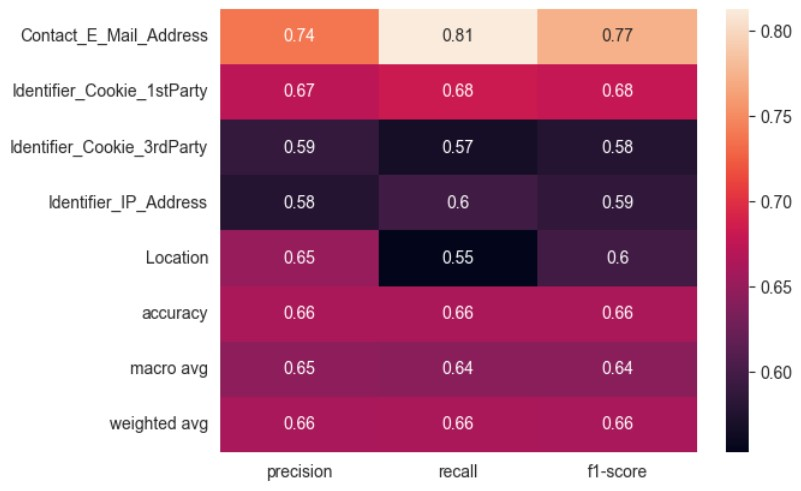 Contact_E_Mail_Address 0.74 0.81 0.77
Identifier_Cookie_1stParty 0.67 0.68 0.68
Identifier_Cookie_3rdParty 0.59 0.57 0.58
Identifier_IP_Address 0.58 0.6 0.59
Location 0.65 0.55 0.6
accuracy 0.66 0.66 0.66
macro avg 0.65 0.64 0.64
weighted avg 0.66 0.66 0.66
precision recall f1-score
0.80
0.75
0.70
0.65
0.60